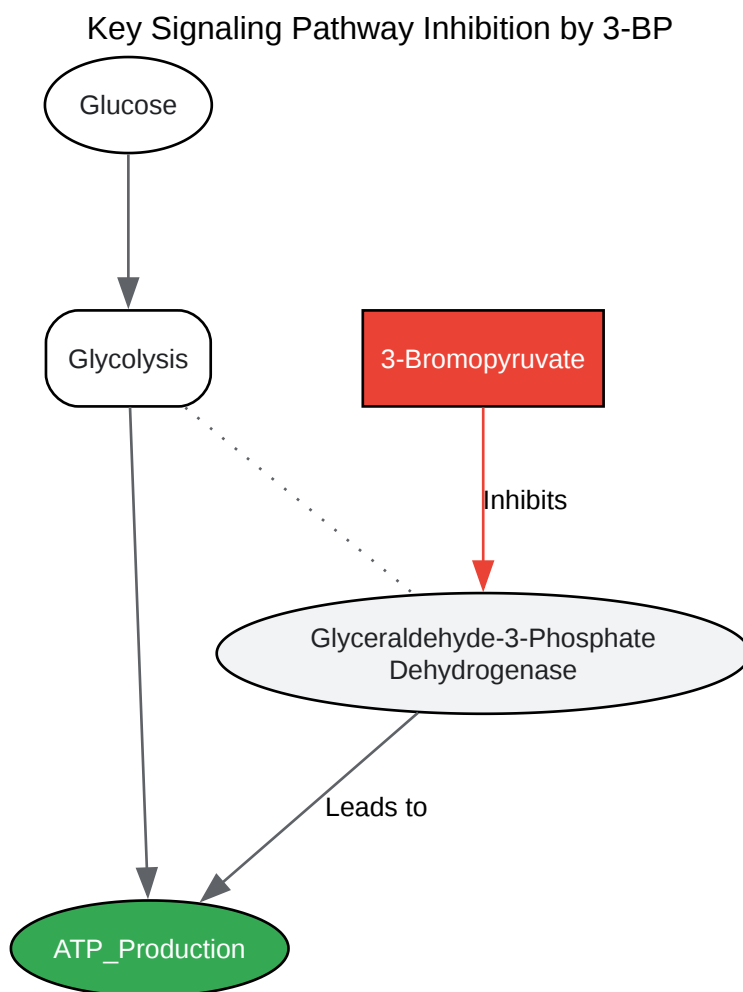 Key Signaling Pathway Inhibition by 3-BP
Glucose
Glycolysis
3-Bromopyruvate
Inhibits
Glyceraldehyde-3-Phosphate
Dehydrogenase
Leads to
ATP_Production